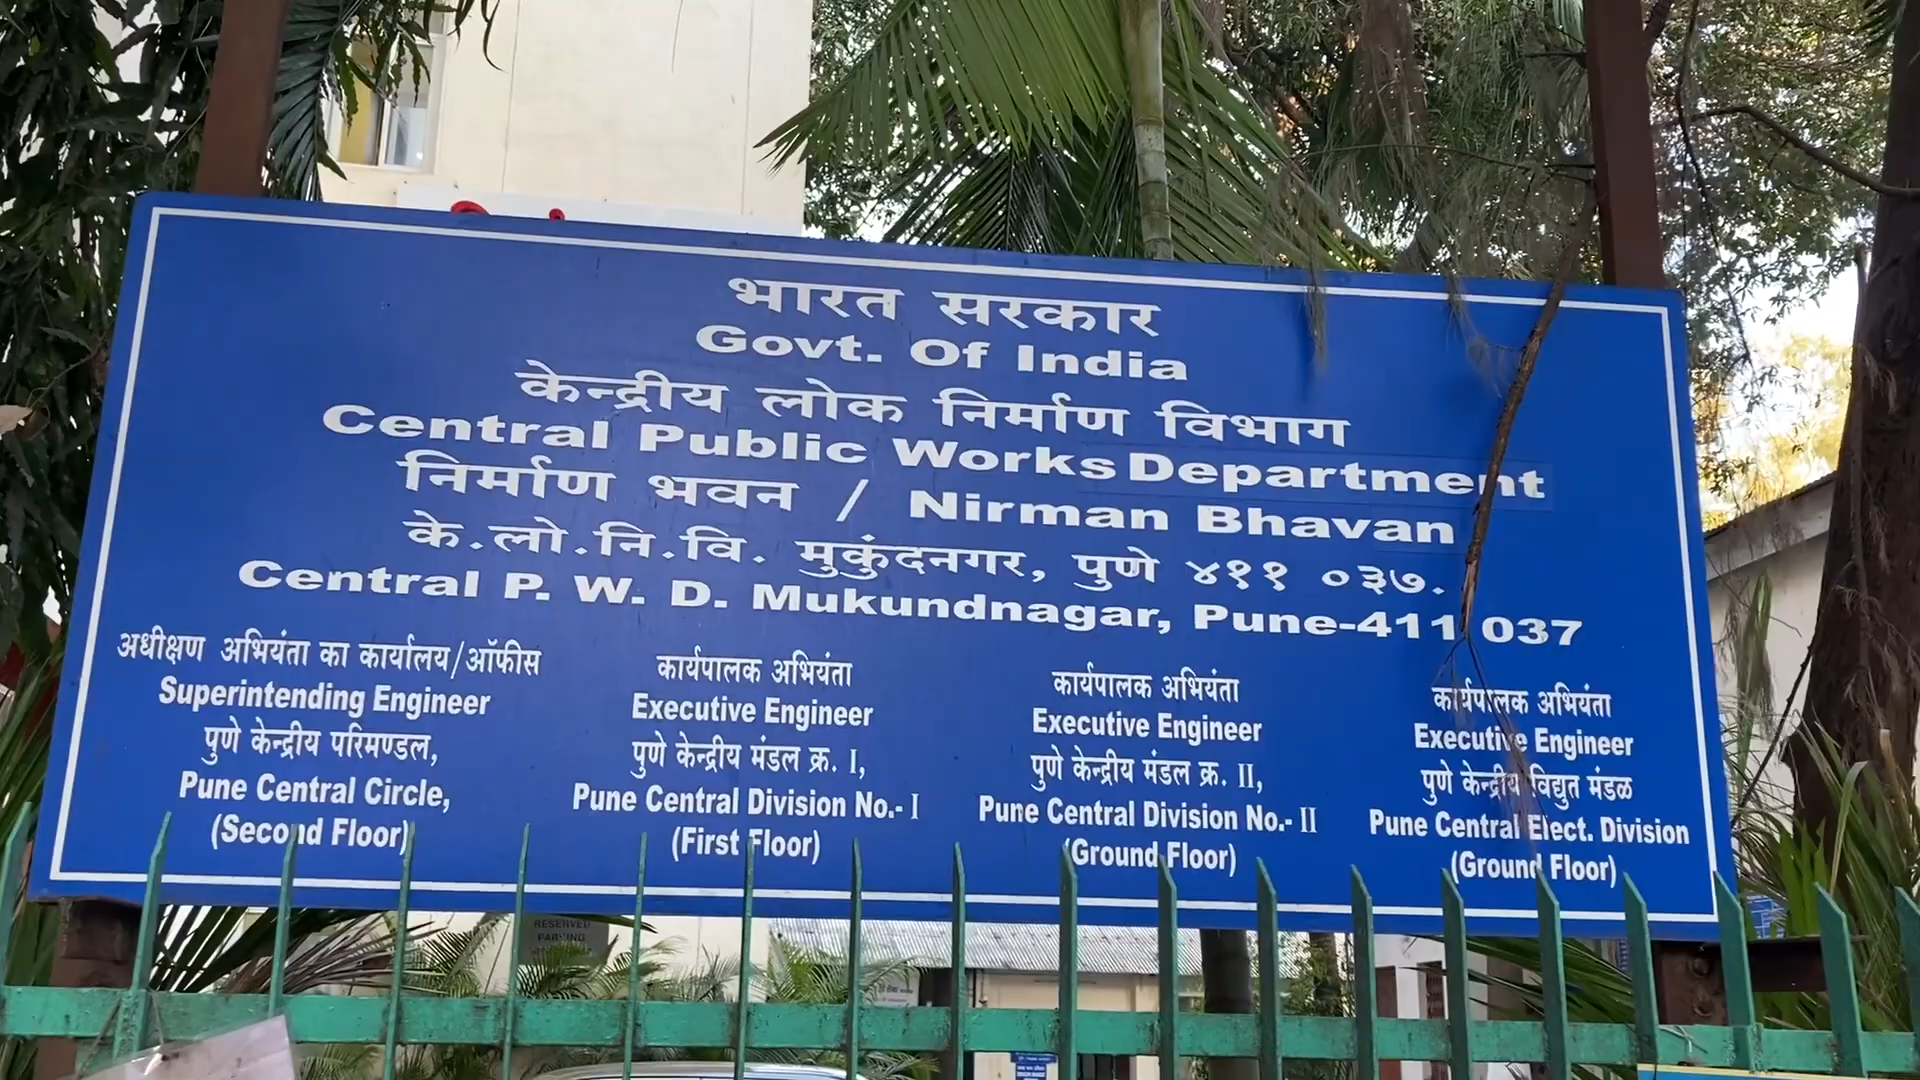 भारत सरकार
Govt. Of India
केन्द्रीय लोक निर्माण विभाग
Central Public Works Department
निर्माण भवन / Nirman Bhavan
के.लो.नि.वि. मुकुंदनगर, पुणे ४११ ०३७.
Central P. W. D. Mukundnagar, Pune-411 037
अधीक्षण अभियंता का कार्यालय/ऑफीस
Superintending Engineer
पुणे केन्द्रीय परिमण्डल,
Pune Central Circle,
(Second Floor)
कार्यपालक अभियंता
Executive Engineer
पुणे केन्द्रीय मंडल क्र. I,
Pune Central Division No.- I
(First Floor)
कार्यपालक अभियंता
Executive Engineer
पुणे केन्द्रीय मंडल क्र. II,
Pune Central Division No.- II
(Ground Floor)
कार्यपालक अभियंता
Executive Engineer
पुणे केन्द्रीय विद्युत मंडळ
Pune Central Elect. Division
(Ground Floor)
RESERVED
PARKING